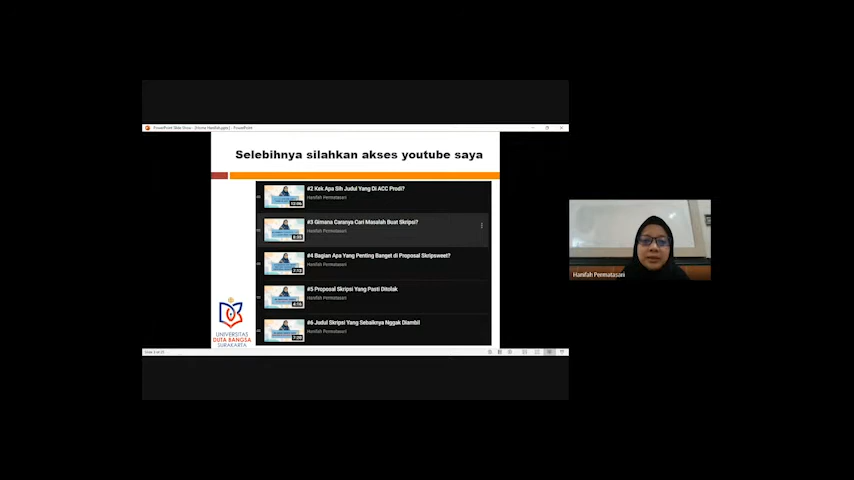 Selebihnya silahkan akses youtube saya
#2 Kek Apa Sih Judul Yang Di ACC Prodi?
Hanifah Permatasari
#3 Gimana Caranya Cari Masalah Buat Skripsi?
Hanifah Permatasari
#4 Bagian Apa Yang Penting Banget di Proposal Skripsweet?
Hanifah Permatasari
#5 Proposal Skripsi Yang Pasti Ditolak
Hanifah Permatasari
#6 Judul Skripsi Yang Sebaiknya Nggak Diambil
Hanifah Permatasari
UNIVERSITAS
DUTA BANGSA
SURAKARTA
Hanifah Permatasari